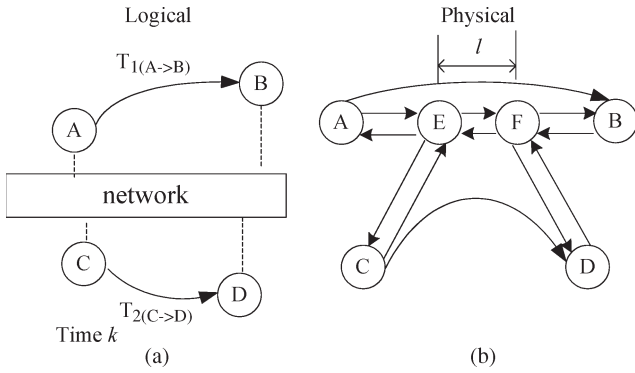 Logical
T1(A->B)
A
B
network
C
D
T2(C->D)
Time k
(a)
Physical
l
A
E
F
B
C
D
(b)